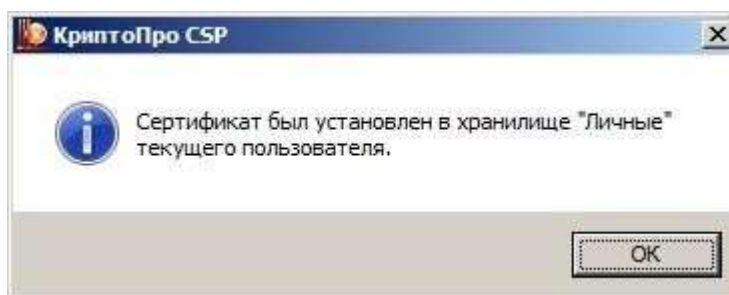 КриптоПро CSP
Сертификат был установлен в хранилище "Личные"
текущего пользователя.
OK